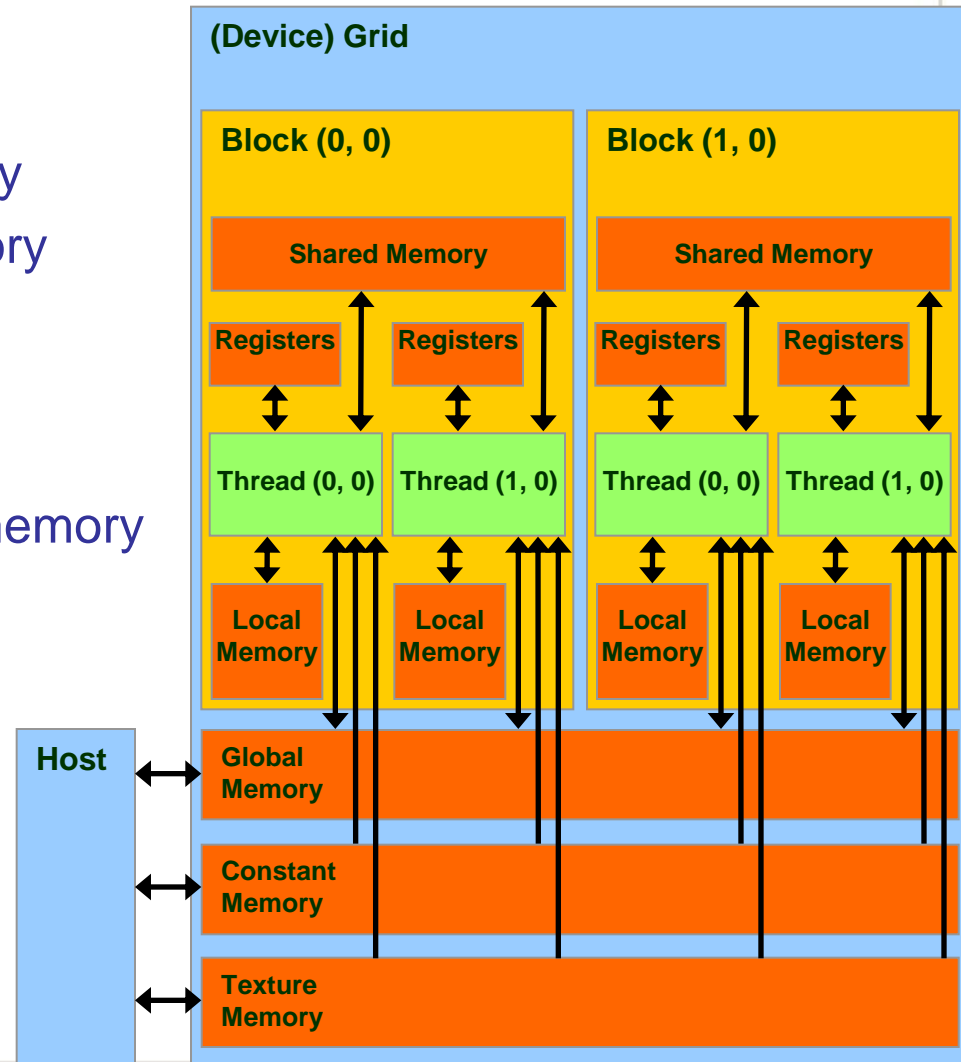 (Device) Grid
Block (0, 0)
Block (1, 0)
Shared Memory
Shared Memory
Registers
Registers
Registers
Registers
Thread (0, 0)
Thread (1, 0)
Thread (0, 0)
Thread (1, 0)
memory
Local
Memory
Local
Memory
Local
Memory
Local
Memory
Host
Global
Memory
Constant
Memory
Texture
Memory